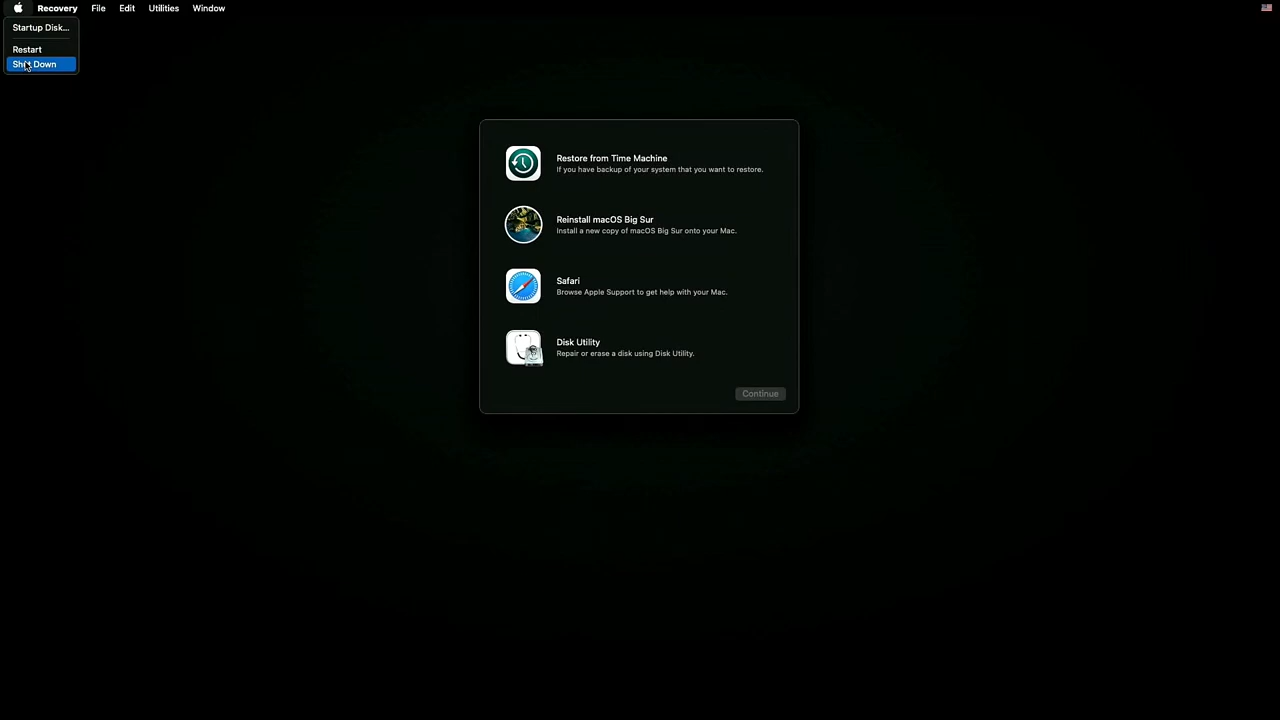 Recovery File Edit Utilities Window
Startup Disk...
Restart
Shut Down
Restore from Time Machine
If you have backup of your system that you want to restore.
Reinstall macOS Big Sur
Install a new copy of macOS Big Sur onto your Mac.
Safari
Browse Apple Support to get help with your Mac.
Disk Utility
Repair or erase a disk using Disk Utility.
Continue